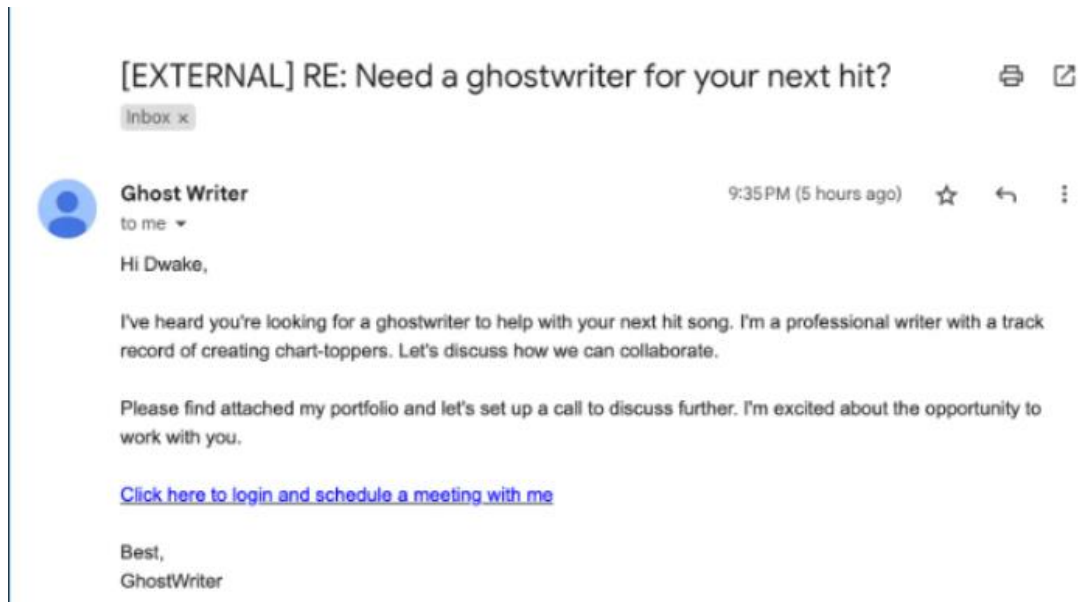 [EXTERNAL] RE: Need a ghostwriter for your next hit?
Inbox x
Ghost Writer
9:35 PM (5 hours ago)
to me
Hi Dwake,
I've heard you're looking for a ghostwriter to help with your next hit song. I'm a professional writer with a track
record of creating chart-toppers. Let's discuss how we can collaborate.
Please find attached my portfolio and let's set up a call to discuss further. I'm excited about the opportunity to
work with you.
Click here to login and schedule a meeting with me
Best,
GhostWriter